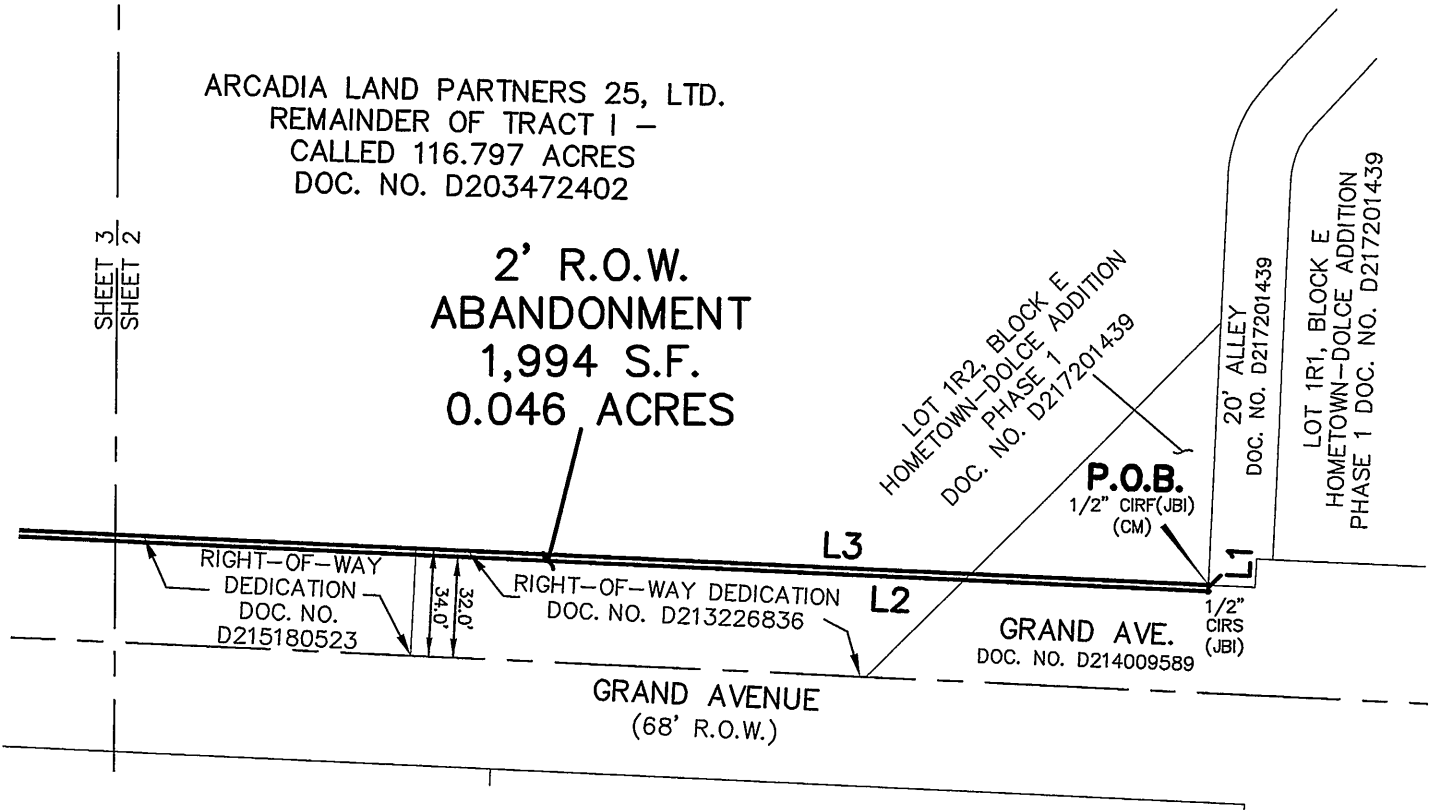 ARCADIA LAND PARTNERS 25, LTD.
REMAINDER OF TRACT I –
CALLED 116.797 ACRES
DOC. NO. D203472402
SHEET 3
SHEET 2
2' R.O.W.
ABANDONMENT
1,994 S.F.
0.046 ACRES
LOT 1R2, BLOCK E
HOMETOWN-DOLCE ADDITION
PHASE 1
DOC. NO. D217201439
20' ALLEY
DOC. NO. D217201439
LOT 1R1, BLOCK E
HOMETOWN-DOLCE ADDITION
PHASE 1 DOC. NO. D217201439
P.O.B.
1/2" CIRF(JBI)
(CM)
L3
L1
L2
RIGHT-OF-WAY
DEDICATION
DOC. NO.
D215180523
34.0'
32.0'
RIGHT-OF-WAY DEDICATION
DOC. NO. D213226836
1/2"
CIRS
(JBI)
GRAND AVE.
DOC. NO. D214009589
GRAND AVENUE
(68' R.O.W.)